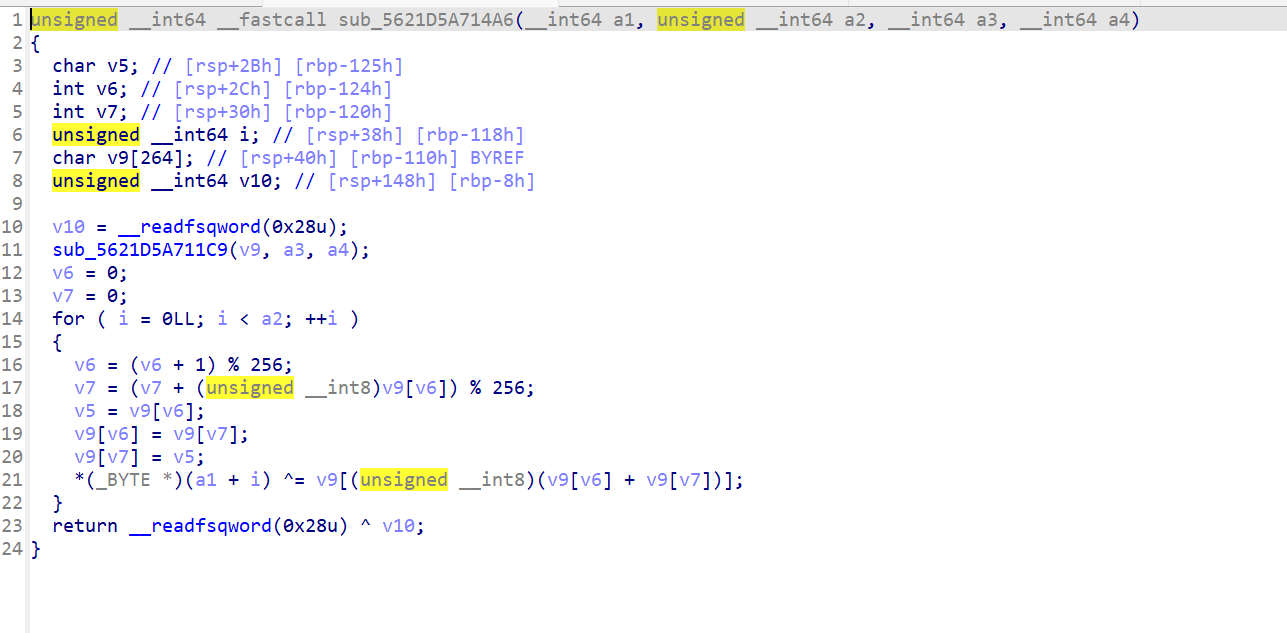 1 unsigned __int64 __fastcall sub_5621D5A714A6(__int64 a1, unsigned __int64 a2, __int64 a3, __int64 a4)
2 {
3   char v5; // [rsp+2Bh] [rbp-125h]
4   int v6; // [rsp+2Ch] [rbp-124h]
5   int v7; // [rsp+30h] [rbp-120h]
6   unsigned __int64 i; // [rsp+38h] [rbp-118h]
7   char v9[264]; // [rsp+40h] [rbp-110h] BYREF
8   unsigned __int64 v10; // [rsp+148h] [rbp-8h]
9
10   v10 = __readfsqword(0x28u);
11   sub_5621D5A711C9(v9, a3, a4);
12   v6 = 0;
13   v7 = 0;
14   for ( i = 0LL; i < a2; ++i )
15   {
16     v6 = (v6 + 1) % 256;
17     v7 = (v7 + (unsigned __int8)v9[v6]) % 256;
18     v5 = v9[v6];
19     v9[v6] = v9[v7];
20     v9[v7] = v5;
21     *(_BYTE *)(a1 + i) ^= v9[(unsigned __int8)(v9[v6] + v9[v7])];
22   }
23   return __readfsqword(0x28u) ^ v10;
24 }